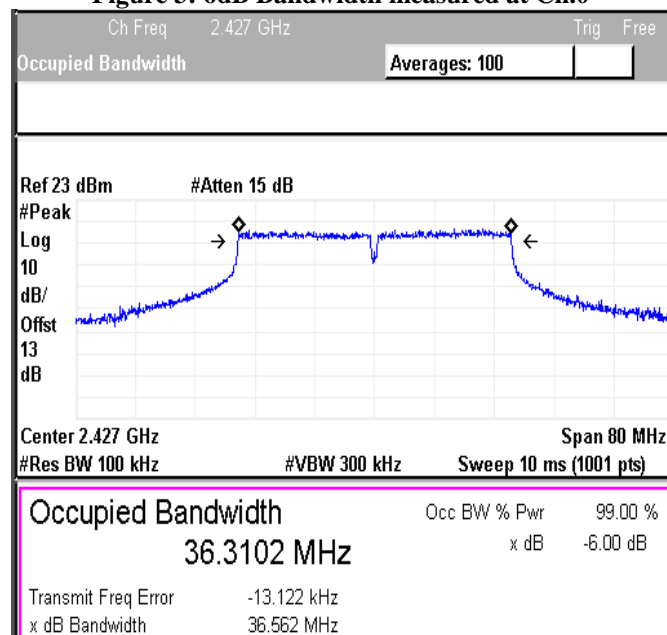 Ch Freq 2.427 GHz Trig Free
Occupied Bandwidth Averages: 100
Ref 23 dBm #Atten 15 dB
#Peak
Log
10
dB/
Offst
13
dB
Center 2.427 GHz Span 80 MHz
#Res BW 100 kHz #VBW 300 kHz Sweep 10 ms (1001 pts)
Occupied Bandwidth Occ BW % Pwr 99.00 %
36.3102 MHz x dB -6.00 dB
Transmit Freq Error -13.122 kHz
x dB Bandwidth 36.562 MHz